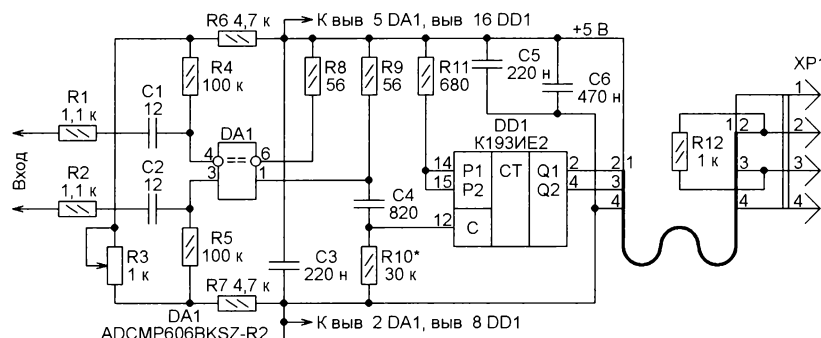 R6 4,7 к
К выв 5 DA1, выв 16 DD1
+5 В
R4
100 к
R8
56
R9
56
R11
680
C5
220 н
C6
470 н
XP1
R1
1,1 к
C1
12
DA1
DD1
К193ИЕ2
R12
1 к
1
2
3
4
1
2
3
4
Вход
4
3
6
1
14
15
12
P1
P2
C
CT
Q1
Q2
2
4
2
3
4
1
R2
1,1 к
C2
12
C4
820
R3
1 к
R5
100 к
C3
220 н
R10*
30 к
R7 4,7 к
DA1
ADCMP606BKSZ-R2
К выв 2 DA1, выв 8 DD1